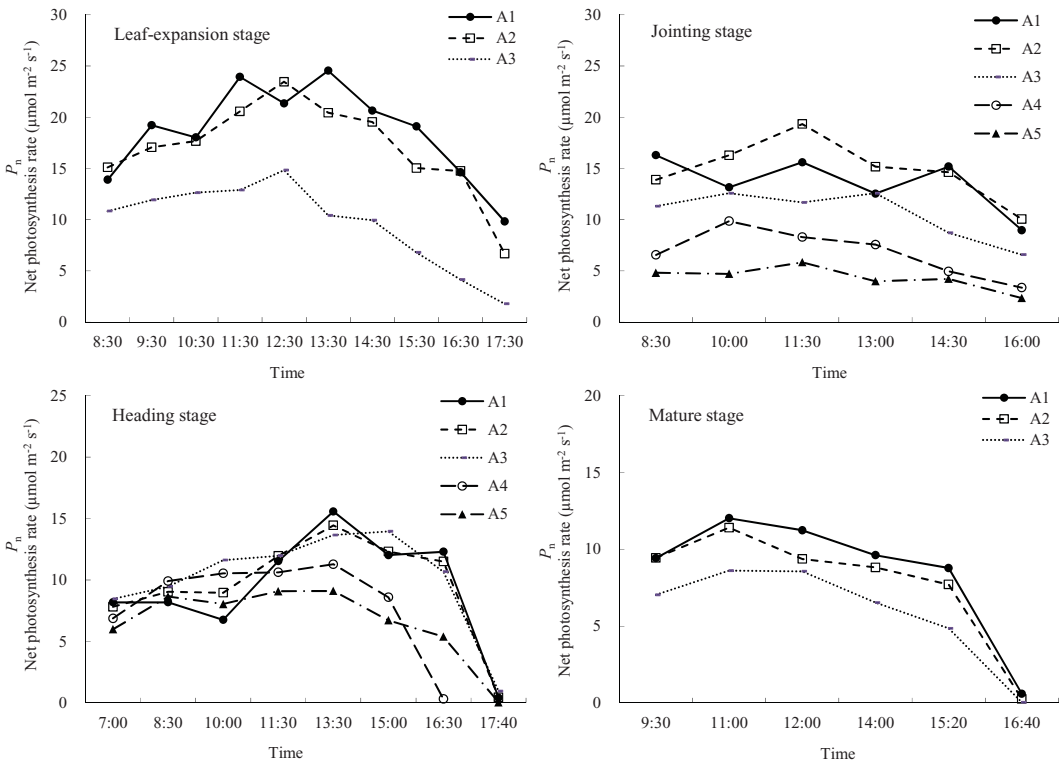 Leaf-expansion stage
Pn
Net photosynthesis rate (μmol m-2 s-1)
30
25
20
15
10
5
0
8:30 9:30 10:30 11:30 12:30 13:30 14:30 15:30 16:30 17:30
Time
A1
A2
A3
Jointing stage
Pn
Net photosynthesis rate (μmol m-2 s-1)
30
25
20
15
10
5
0
8:30 10:00 11:30 13:00 14:30 16:00
Time
A1
A2
A3
A4
A5
Heading stage
Pn
Net photosynthesis rate (μmol m-2 s-1)
25
20
15
10
5
0
7:00 8:30 10:00 11:30 13:30 15:00 16:30 17:40
Time
A1
A2
A3
A4
A5
Mature stage
Pn
Net photosynthesis rate (μmol m-2 s-1)
20
15
10
5
0
9:30 11:00 12:00 14:00 15:20 16:40
Time
A1
A2
A3